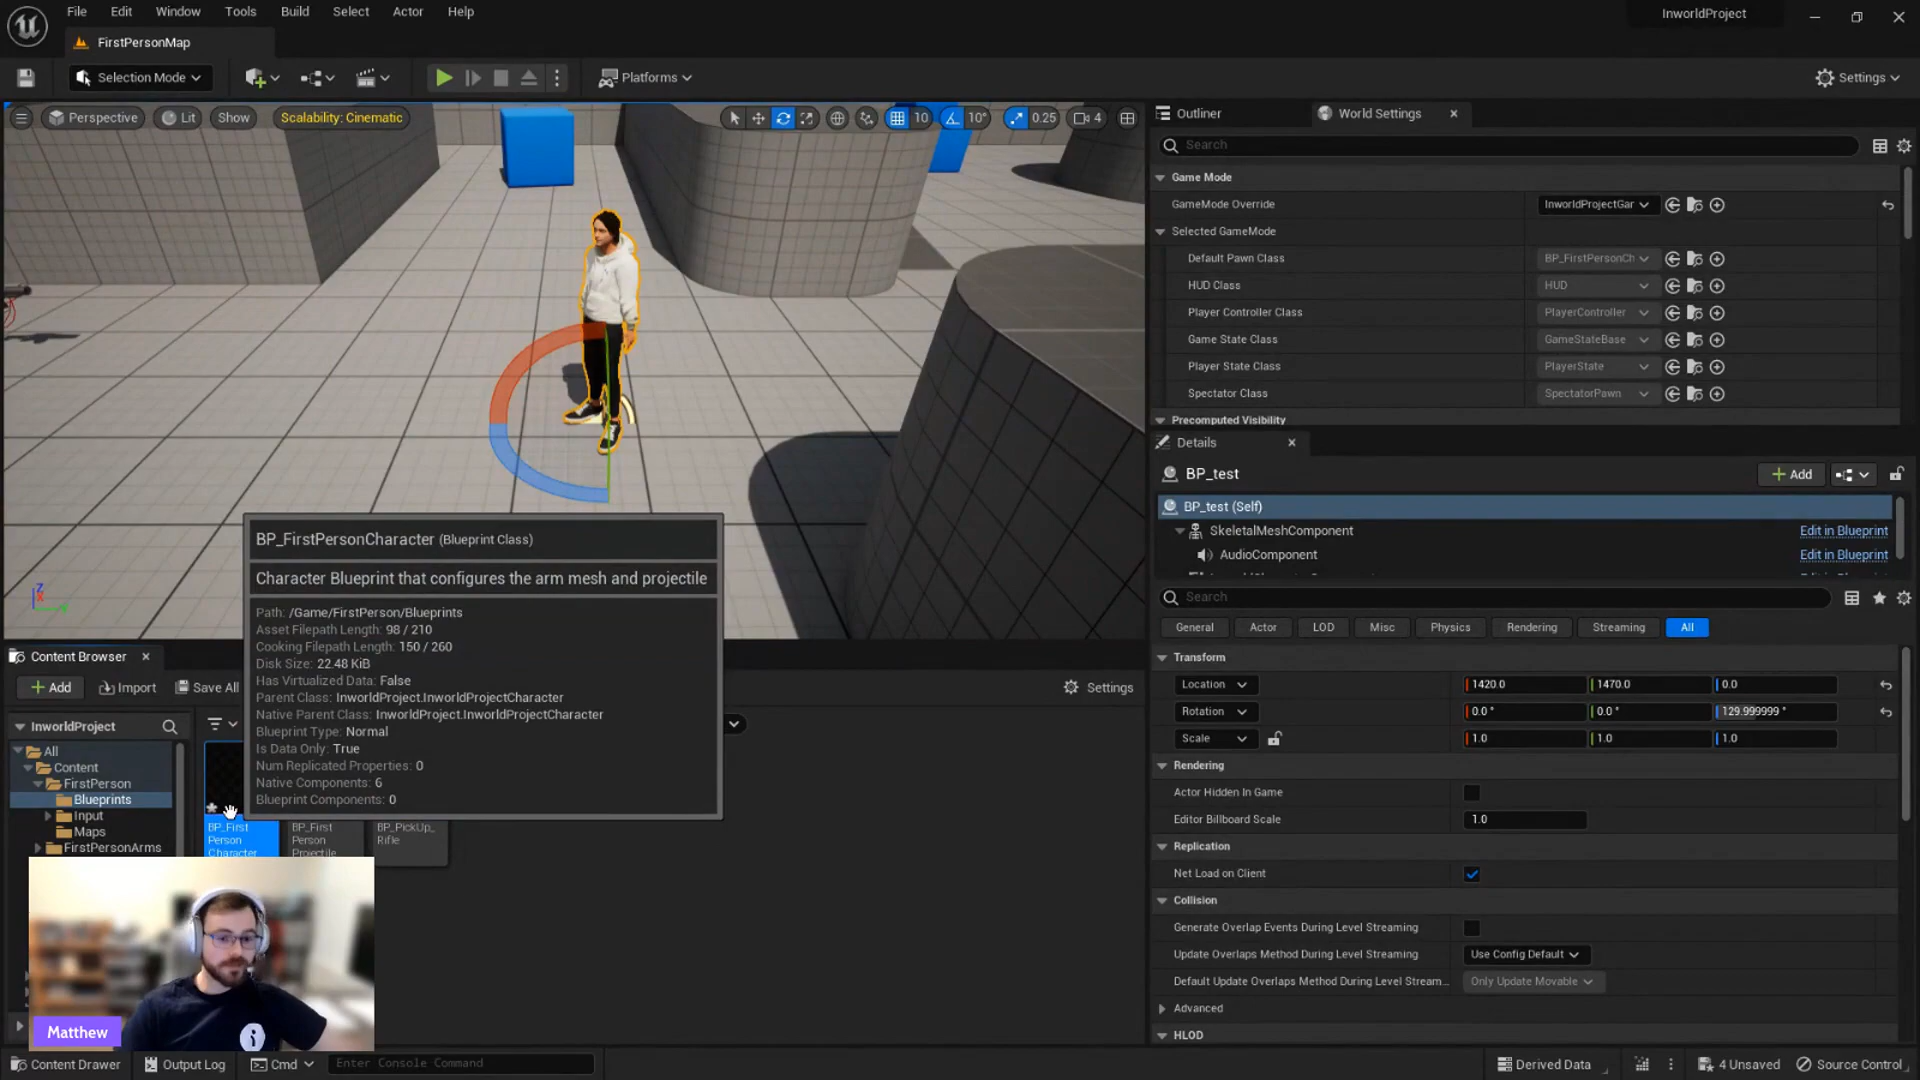 File Edit Window Tools Build Select Actor Help
InworldProject
FirstPersonMap
Selection Mode
Platforms
Settings
Perspective Lit Show Scalability: Cinematic
10 10° 0.25 4
Outliner World Settings
Search
Game Mode
GameMode Override InworldProjectGar
Selected GameMode
Default Pawn Class BP_FirstPersonCh
HUD Class HUD
Player Controller Class PlayerController
Game State Class GameStateBase
Player State Class PlayerState
Spectator Class SpectatorPawn
Precomputed Visibility
Details
BP_test
Add
BP_test (Self)
SkeletalMeshComponent Edit in Blueprint
AudioComponent Edit in Blueprint
Search
General Actor LOD Misc Physics Rendering Streaming All
Transform
Location 1420.0 1470.0 0.0
Rotation 0.0 ° 0.0 ° 129.999999 °
Scale 1.0 1.0 1.0
Rendering
Actor Hidden In Game
Editor Billboard Scale 1.0
Replication
Net Load on Client
Collision
Generate Overlap Events During Level Streaming
Update Overlaps Method During Level Streaming Use Config Default
Default Update Overlaps Method During Level Stream... Only Update Movable
Advanced
HLOD
BP_FirstPersonCharacter (Blueprint Class)
Character Blueprint that configures the arm mesh and projectile
Path: /Game/FirstPerson/Blueprints
Asset Filepath Length: 98 / 210
Cooking Filepath Length: 150 / 260
Disk Size: 22.48 KiB
Has Virtualized Data: False
Parent Class: InworldProject.InworldProjectCharacter
Native Parent Class: InworldProject.InworldProjectCharacter
Blueprint Type: Normal
Is Data Only: True
Num Replicated Properties: 0
Native Components: 6
Blueprint Components: 0
Content Browser
Add Import Save All
Settings
InworldProject
All
Content
FirstPerson
Blueprints
Input
Maps
FirstPersonArms
BP_First
Person
Character
BP_First
Person
Projectile
BP_PickUp_
Rifle
Matthew
Content Drawer Output Log Cmd Enter Console Command
Derived Data 4 Unsaved Source Control